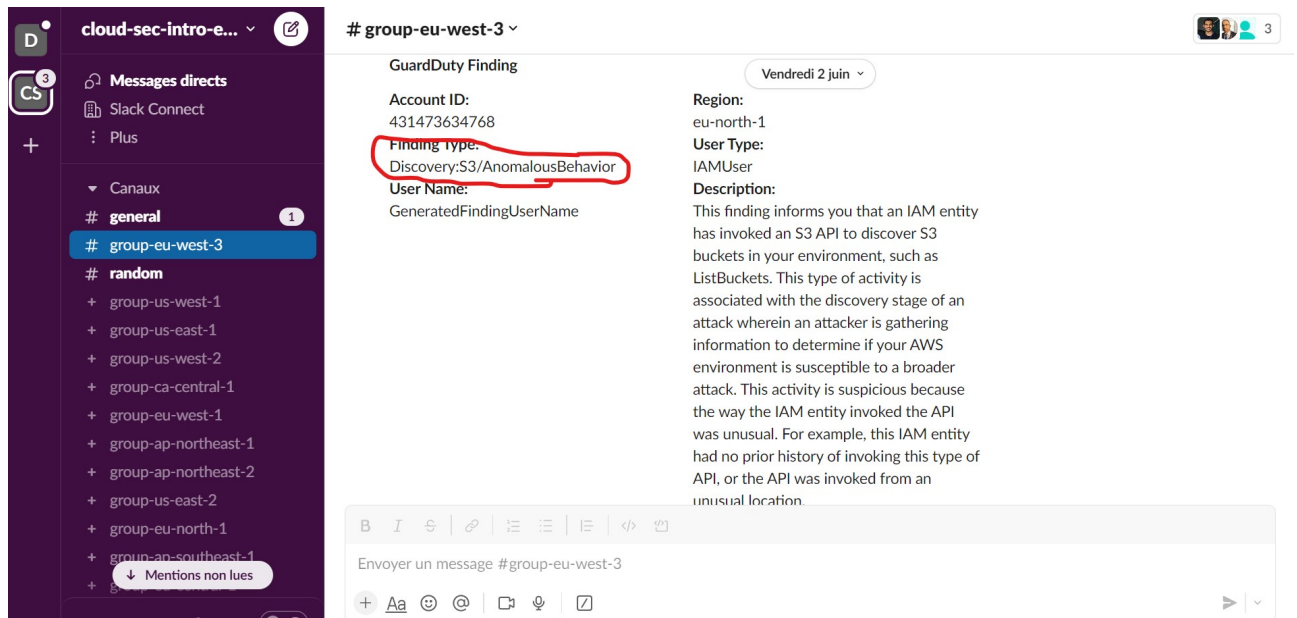 D
cloud-sec-intro-e...
CS
3
Messages directs
Slack Connect
Plus
Canaux
# general
1
# group-eu-west-3
# random
+ group-us-west-1
+ group-us-east-1
+ group-us-west-2
+ group-ca-central-1
+ group-eu-west-1
+ group-ap-northeast-1
+ group-ap-northeast-2
+ group-us-east-2
+ group-eu-north-1
+ group-ap-southeast-1
↓ Mentions non lues
# group-eu-west-3
3
Vendredi 2 juin
GuardDuty Finding
Account ID:
431473634768
Finding Type:
Discovery:S3/AnomalousBehavior
User Name:
GeneratedFindingUserName
Region:
eu-north-1
User Type:
IAMUser
Description:
This finding informs you that an IAM entity
has invoked an S3 API to discover S3
buckets in your environment, such as
ListBuckets. This type of activity is
associated with the discovery stage of an
attack wherein an attacker is gathering
information to determine if your AWS
environment is susceptible to a broader
attack. This activity is suspicious because
the way the IAM entity invoked the API
was unusual. For example, this IAM entity
had no prior history of invoking this type of
API, or the API was invoked from an
unusual location.
B I S
Envoyer un message #group-eu-west-3
+ Aa @